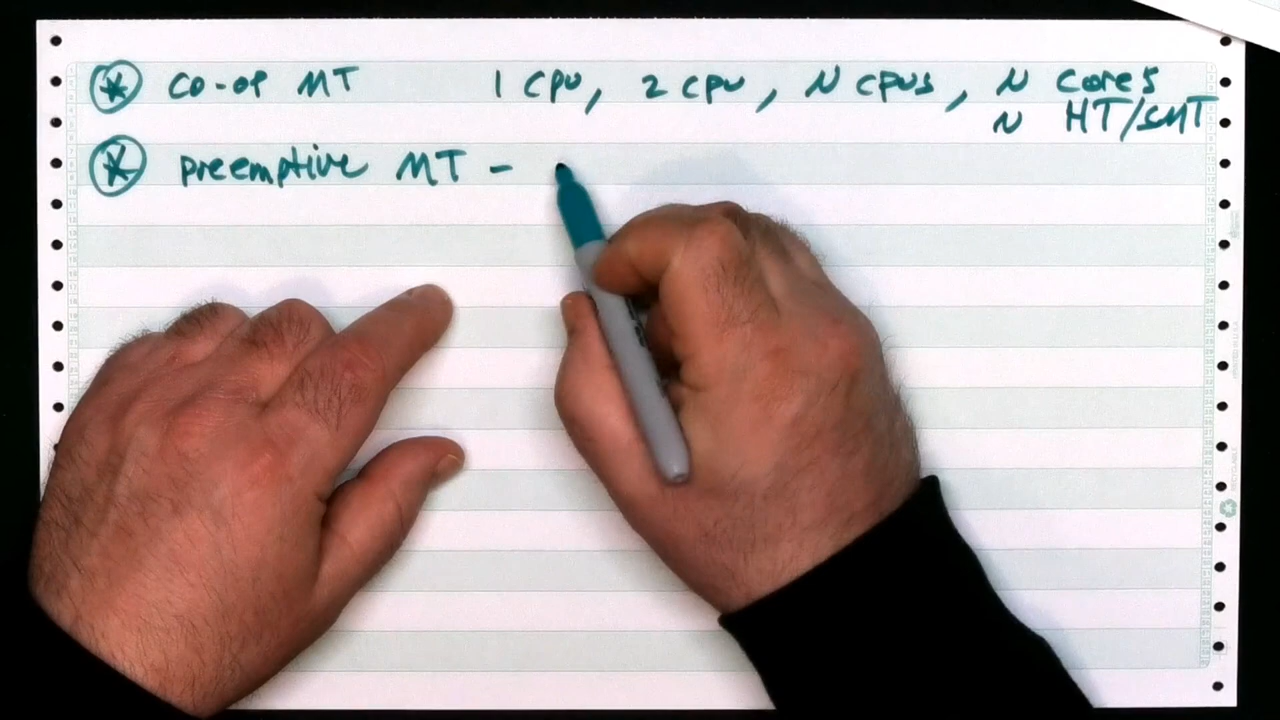 * co-op MT 1 cpu, 2 cpu, N cpus, N cores
N HT/SMT
* preemptive MT -